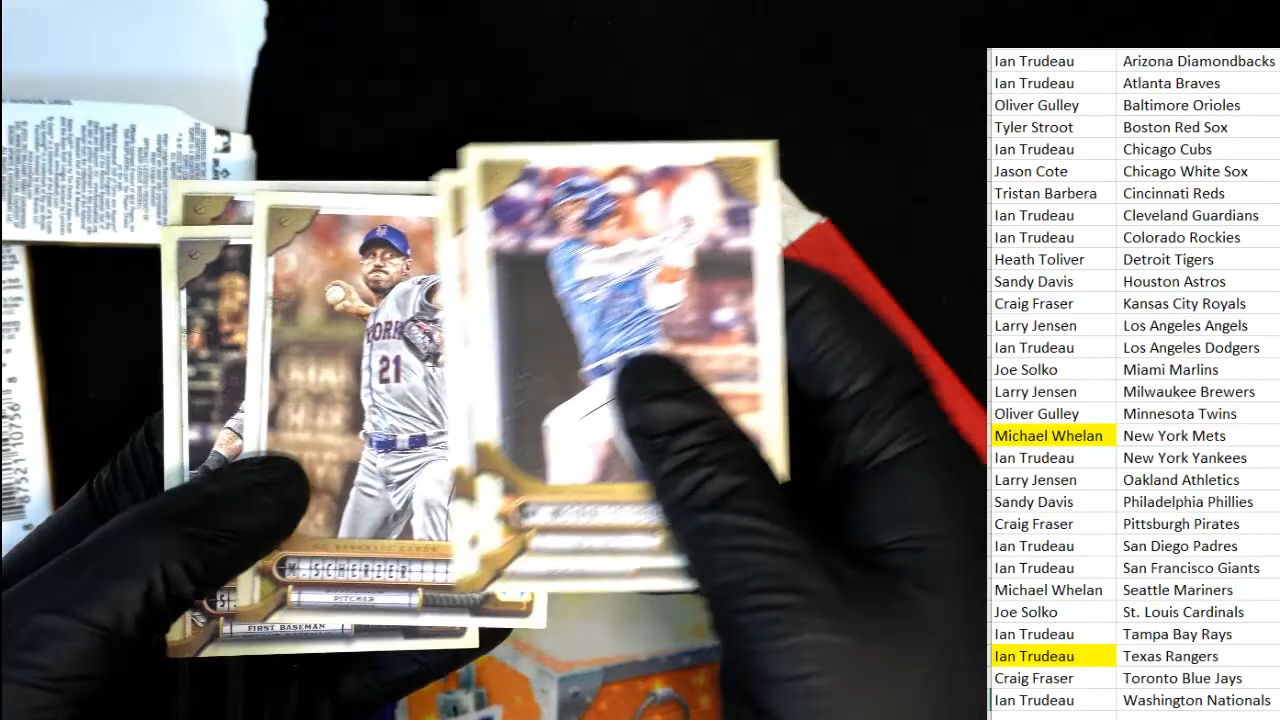 YORK
21
M. SCHERZER
PITCHER
FIRST BASEMAN
87521 10756 8
Ian Trudeau Arizona Diamondbacks
Ian Trudeau Atlanta Braves
Oliver Gulley Baltimore Orioles
Tyler Stroot Boston Red Sox
Ian Trudeau Chicago Cubs
Jason Cote Chicago White Sox
Tristan Barbera Cincinnati Reds
Ian Trudeau Cleveland Guardians
Ian Trudeau Colorado Rockies
Heath Toliver Detroit Tigers
Sandy Davis Houston Astros
Craig Fraser Kansas City Royals
Larry Jensen Los Angeles Angels
Ian Trudeau Los Angeles Dodgers
Joe Solko Miami Marlins
Larry Jensen Milwaukee Brewers
Oliver Gulley Minnesota Twins
Michael Whelan New York Mets
Ian Trudeau New York Yankees
Larry Jensen Oakland Athletics
Sandy Davis Philadelphia Phillies
Craig Fraser Pittsburgh Pirates
Ian Trudeau San Diego Padres
Ian Trudeau San Francisco Giants
Michael Whelan Seattle Mariners
Joe Solko St. Louis Cardinals
Ian Trudeau Tampa Bay Rays
Ian Trudeau Texas Rangers
Craig Fraser Toronto Blue Jays
Ian Trudeau Washington Nationals